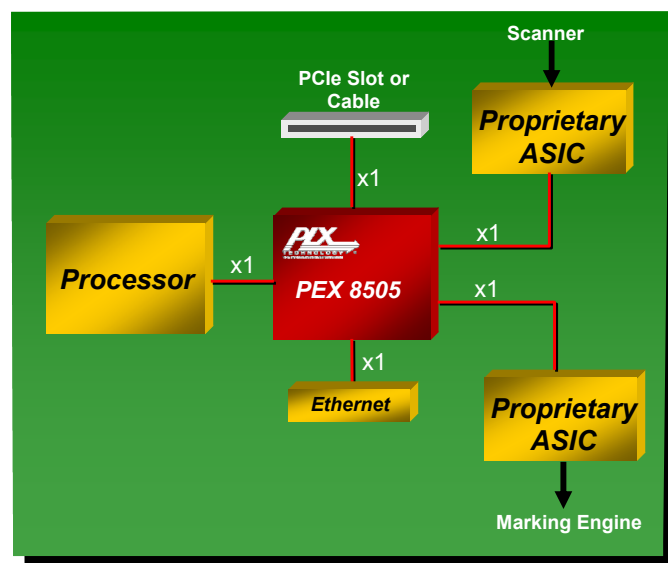 Scanner
PCIe Slot or
Cable
Proprietary
ASIC
x1
x1
Processor
x1
PLX
TECHNOLOGY
PEX 8505
x1
x1
Ethernet
Proprietary
ASIC
Marking Engine